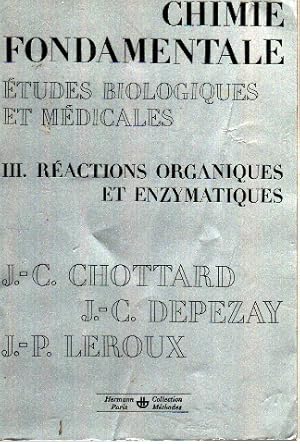 CHIMIE
FONDAMENTALE
ÉTUDES BIOLOGIQUES
ET MÉDICALES
III. RÉACTIONS ORGANIQUES
ET ENZYMATIQUES
J.-C. CHOTTARD
J.-C. DEPEZAY
J.-P. LEROUX
Hermann Collection
Paris Méthodes